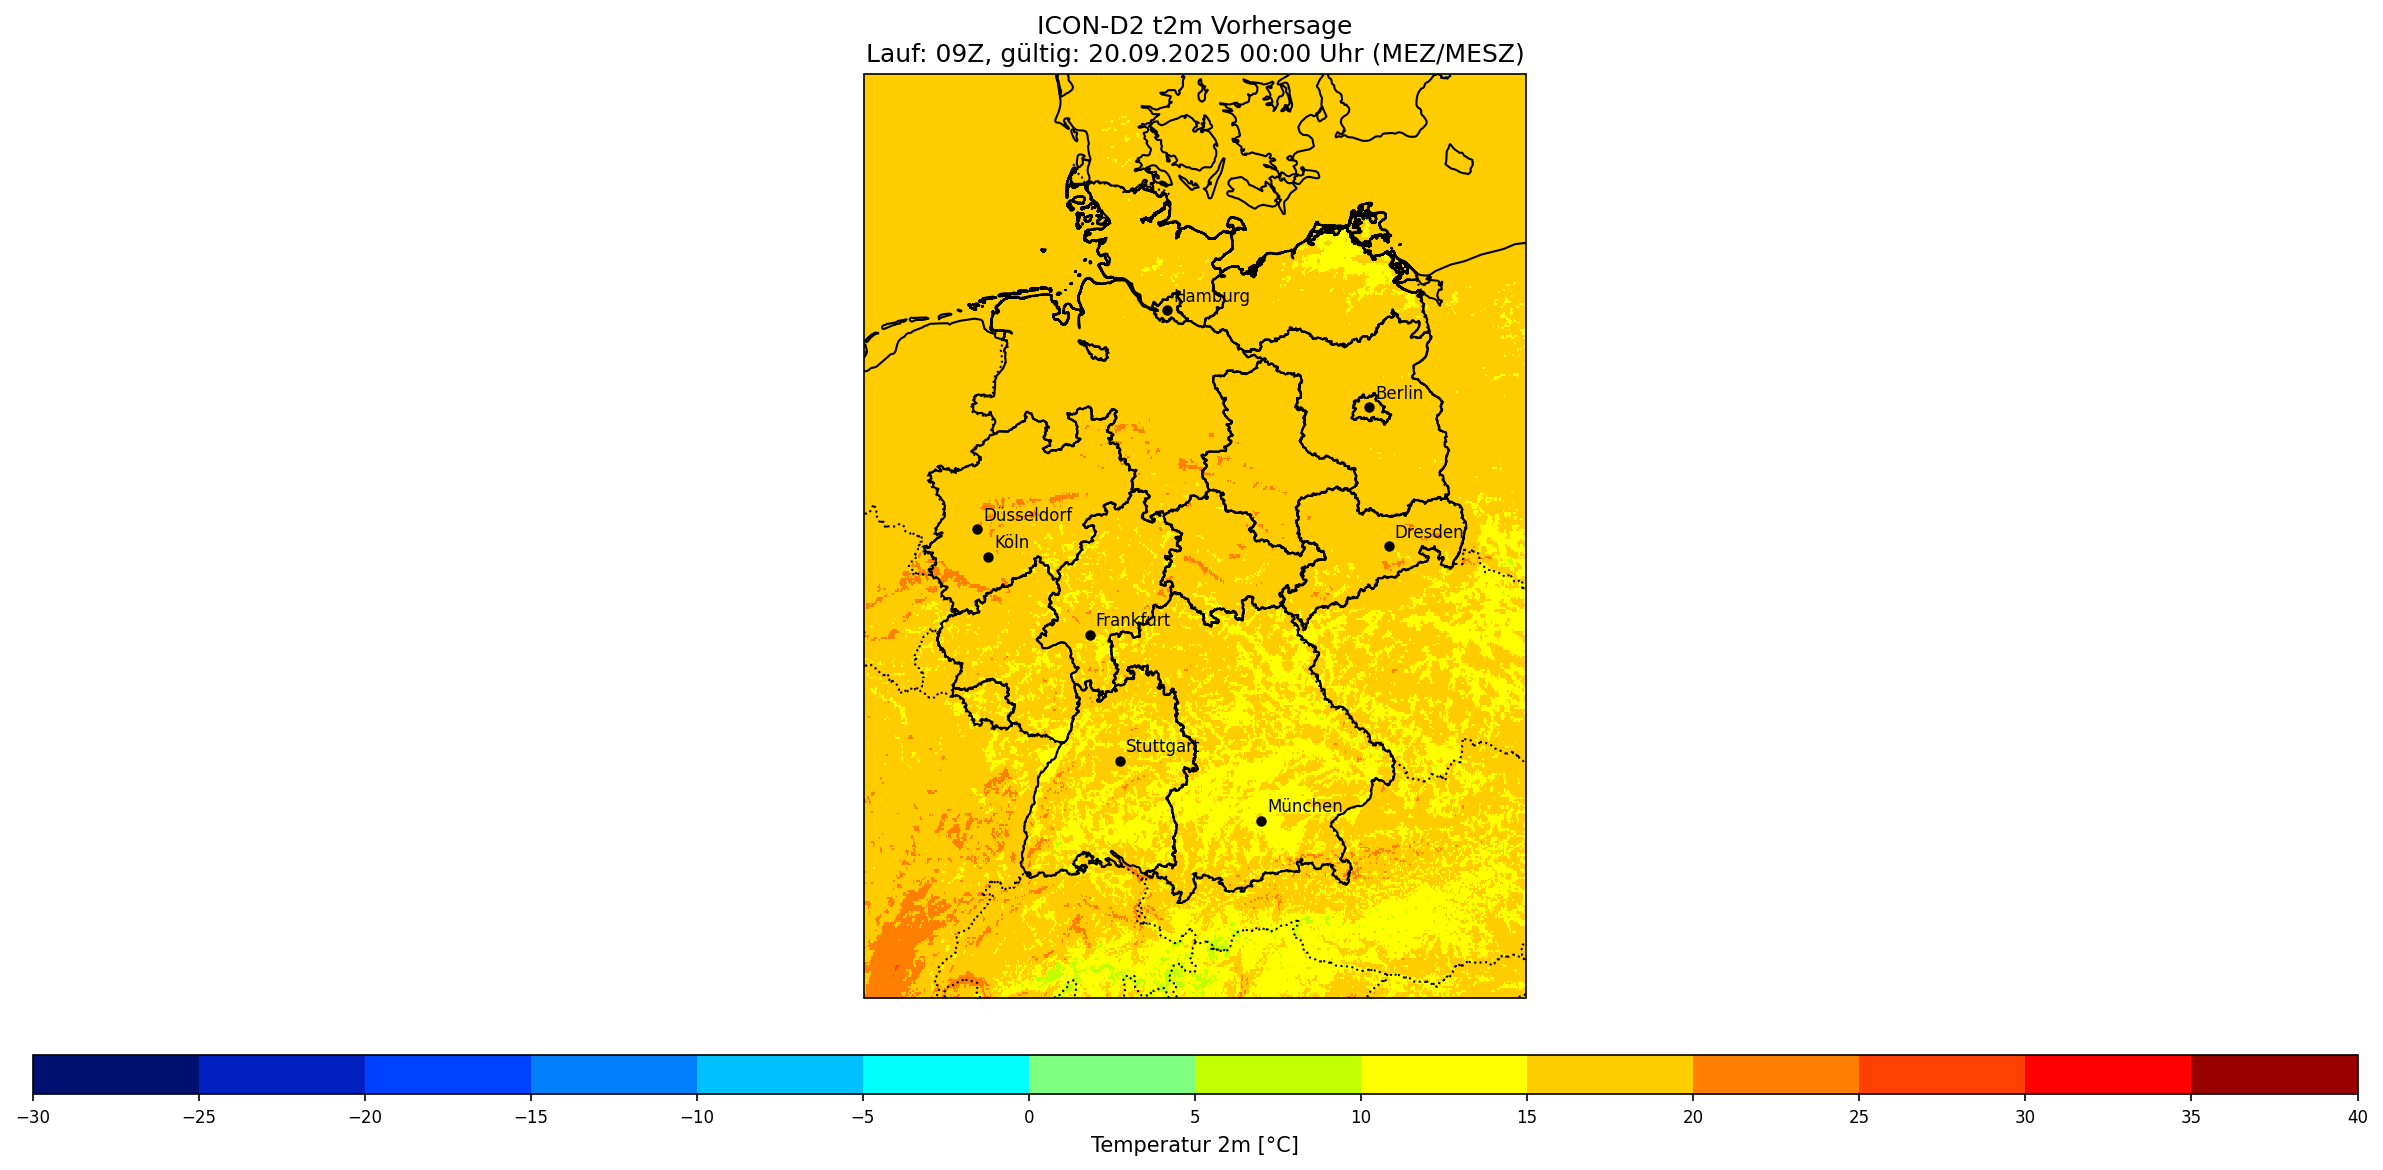 ICON-D2 t2m Vorhersage
Lauf: 09Z, gültig: 20.09.2025 00:00 Uhr (MEZ/MESZ)
Hamburg
Berlin
Düsseldorf
Dresden
Köln
Frankfurt
Stuttgart
München
−30 −25 −20 −15 −10 −5 0 5 10 15 20 25 30 35 40
Temperatur 2m [°C]